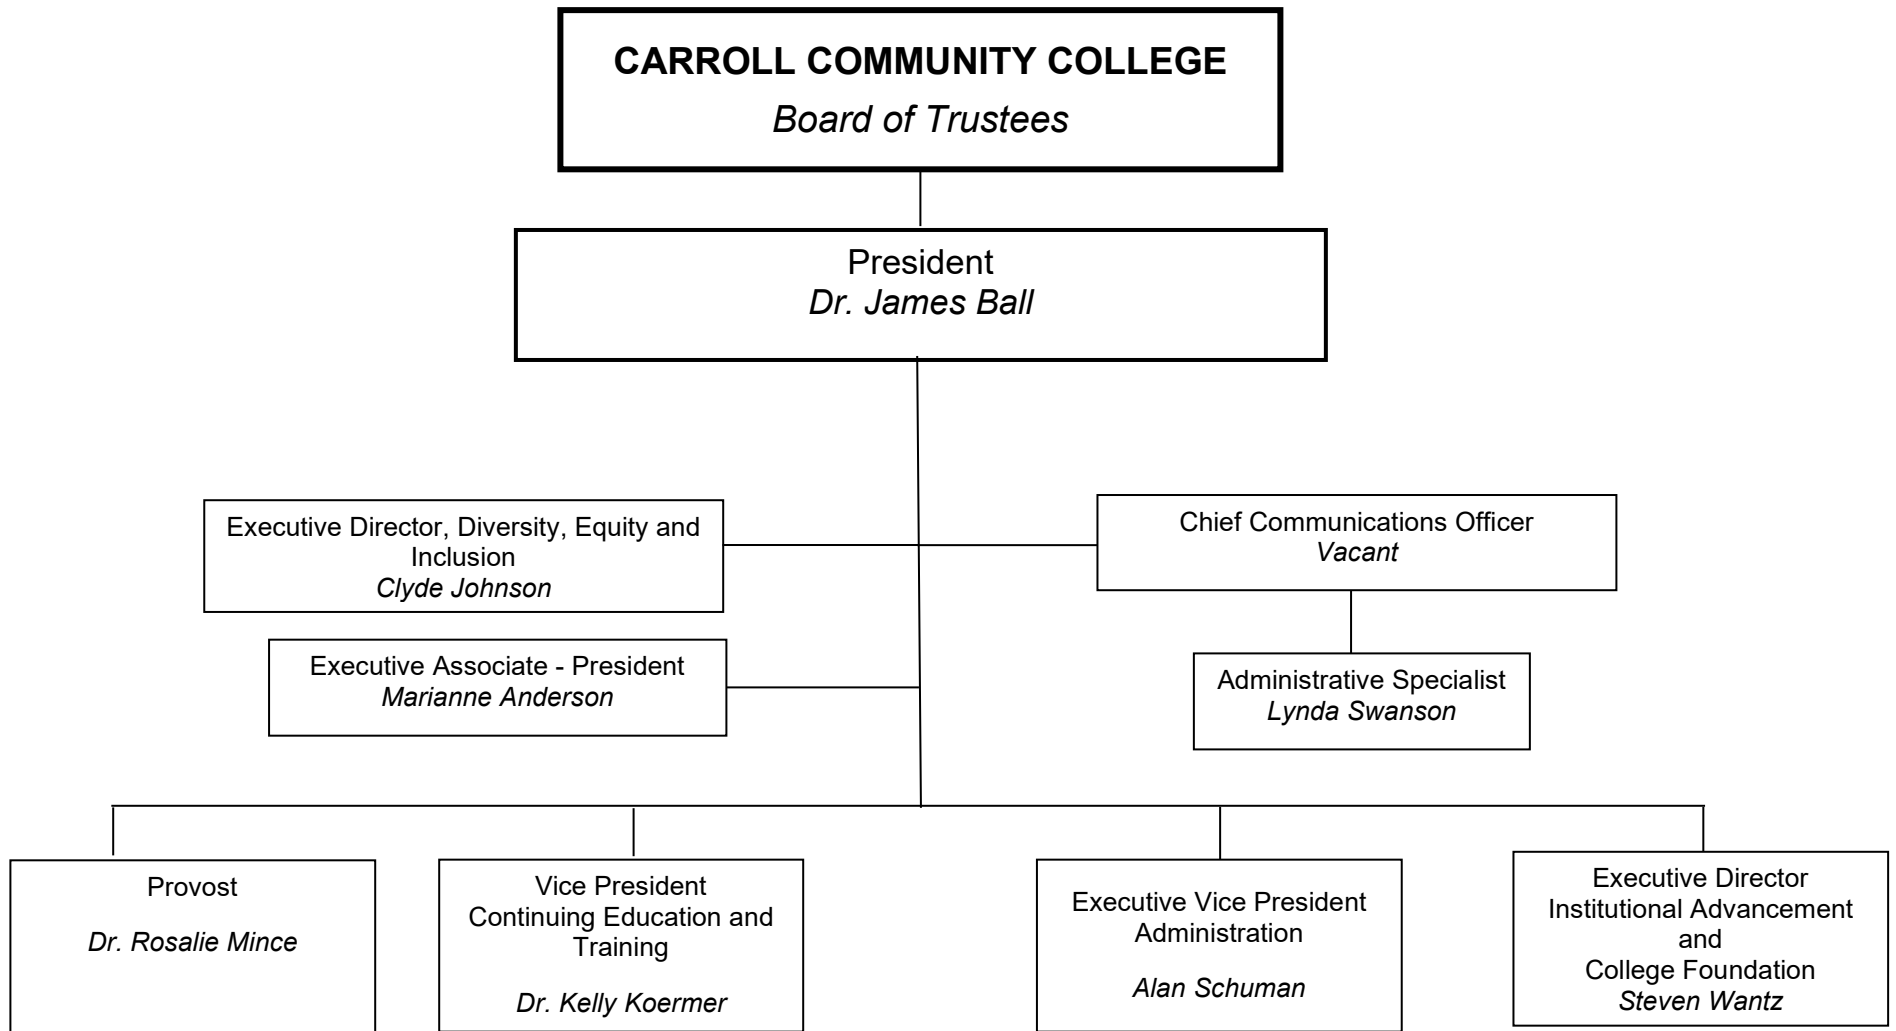 CARROLL COMMUNITY COLLEGE
Board of Trustees
President
Dr. James Ball
Executive Director, Diversity, Equity and
Inclusion
Clyde Johnson
Chief Communications Officer
Vacant
Executive Associate - President
Marianne Anderson
Administrative Specialist
Lynda Swanson
Provost
Dr. Rosalie Mince
Vice President
Continuing Education and
Training
Dr. Kelly Koermer
Executive Vice President
Administration
Alan Schuman
Executive Director
Institutional Advancement
and
College Foundation
Steven Wantz